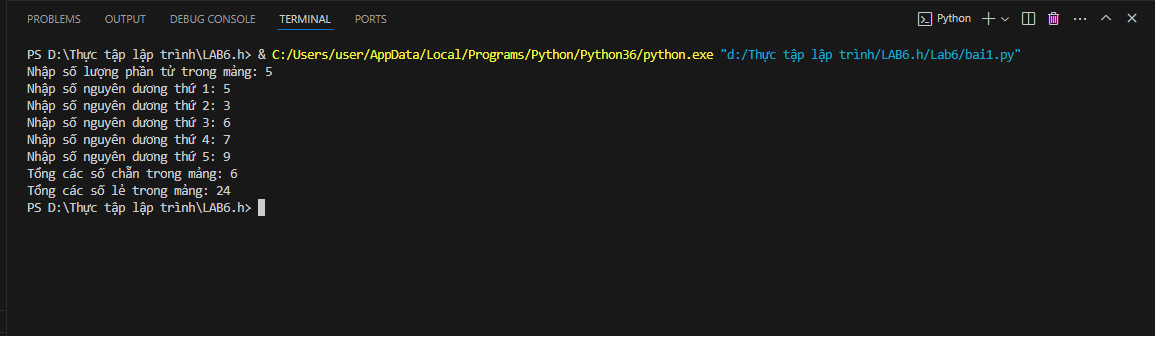 PROBLEMS OUTPUT DEBUG CONSOLE TERMINAL PORTS Python
PS D:\Thực tập lập trình\LAB6.h> & C:/Users/user/AppData/Local/Programs/Python/Python36/python.exe "d:/Thực tập lập trình/LAB6.h/Lab6/bai1.py"
Nhập số lượng phần tử trong mảng: 5
Nhập số nguyên dương thứ 1: 5
Nhập số nguyên dương thứ 2: 3
Nhập số nguyên dương thứ 3: 6
Nhập số nguyên dương thứ 4: 7
Nhập số nguyên dương thứ 5: 9
Tổng các số chẵn trong mảng: 6
Tổng các số lẻ trong mảng: 24
PS D:\Thực tập lập trình\LAB6.h>